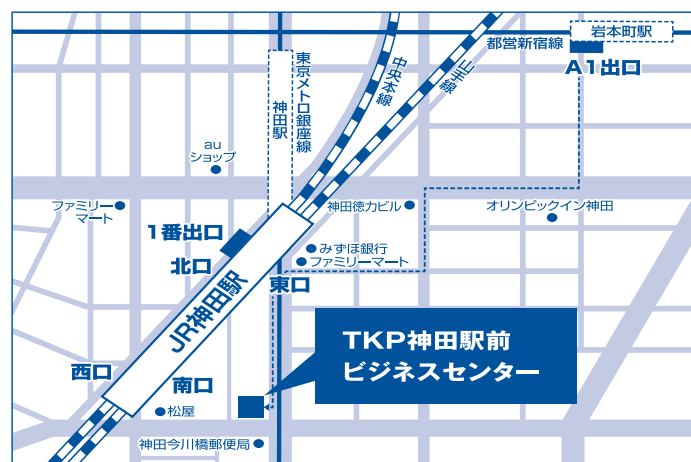 岩本町駅
都営新宿線
A1出口
東京メトロ銀座線
神田駅
中央本線
山手線
au
ショップ
ファミリー
マート
神田徳力ビル
オリンピックイン神田
1番出口
北口
みずほ銀行
ファミリーマート
東口
JR神田駅
TKP神田駅前
ビジネスセンター
西口
南口
松屋
神田今川橋郵便局